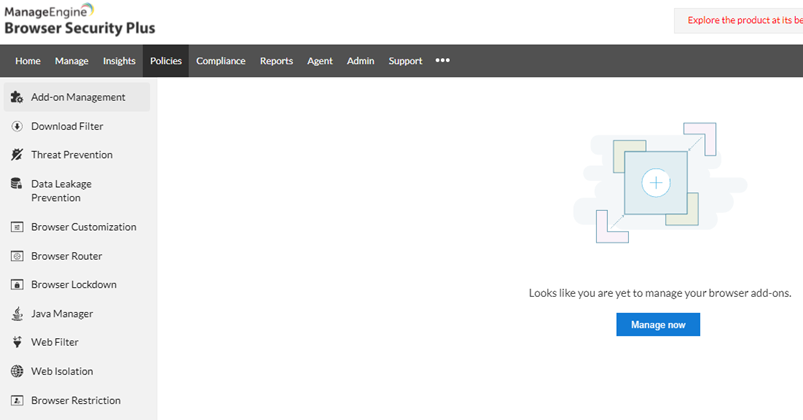 ManageEngine
Browser Security Plus
Explore the product at its be
Home Manage Insights Policies Compliance Reports Agent Admin Support •••
Add-on Management
Download Filter
Threat Prevention
Data Leakage
Prevention
Browser Customization
Browser Router
Browser Lockdown
Java Manager
Web Filter
Web Isolation
Browser Restriction
Looks like you are yet to manage your browser add-ons.
Manage now